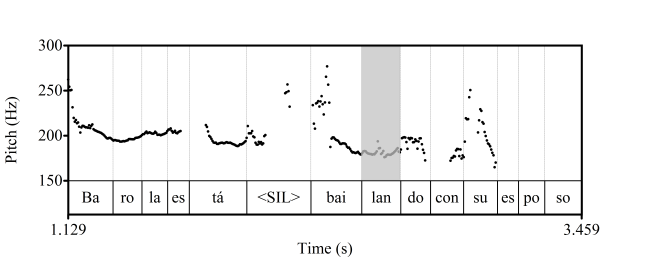 300
250
200
150
Pitch (Hz)
Ba ro la es tá <SIL> bai lan do con su es po so
1.129 3.459
Time (s)